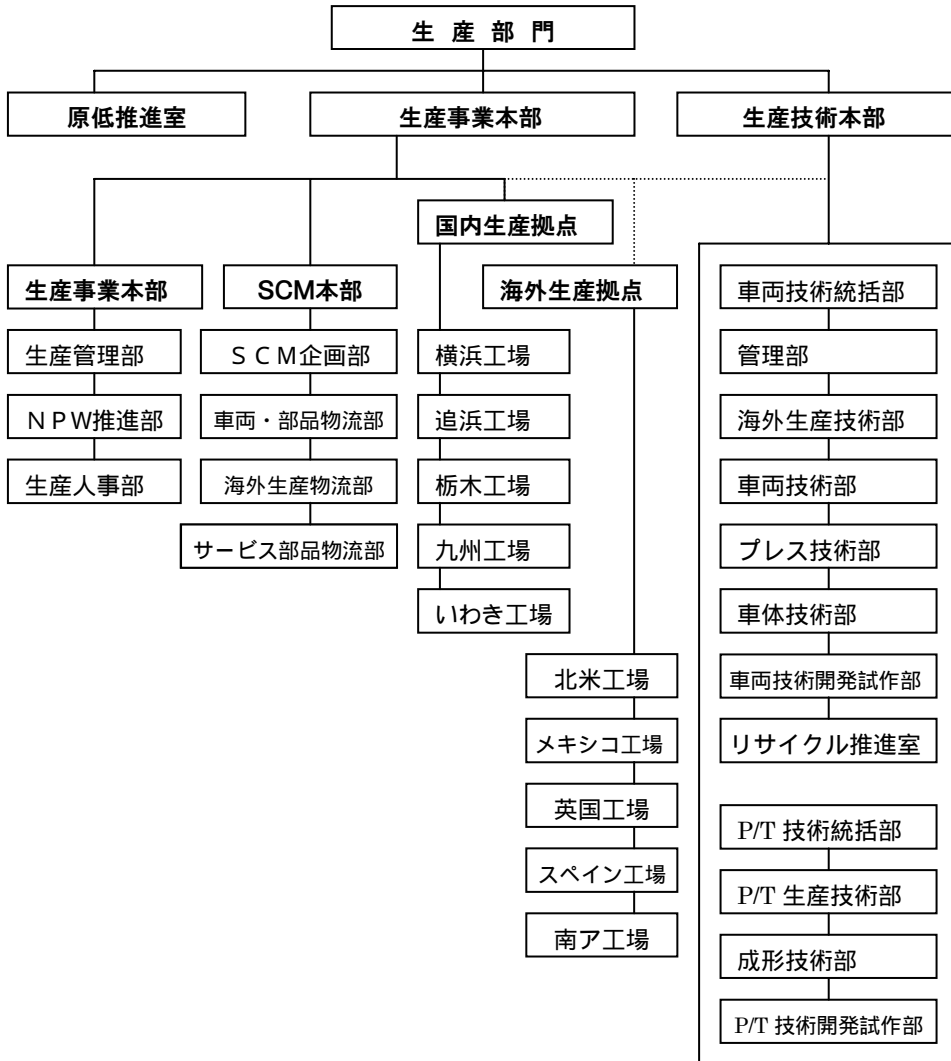 生 産 部 門
原低推進室
生産事業本部
生産技術本部
国内生産拠点
生産事業本部
SCM本部
海外生産拠点
車両技術統括部
生産管理部
ＳＣＭ企画部
横浜工場
管理部
ＮＰＷ推進部
車両・部品物流部
追浜工場
海外生産技術部
生産人事部
海外生産物流部
栃木工場
車両技術部
サービス部品物流部
九州工場
プレス技術部
いわき工場
車体技術部
北米工場
車両技術開発試作部
メキシコ工場
リサイクル推進室
英国工場
P/T 技術統括部
スペイン工場
P/T 生産技術部
南ア工場
成形技術部
P/T 技術開発試作部